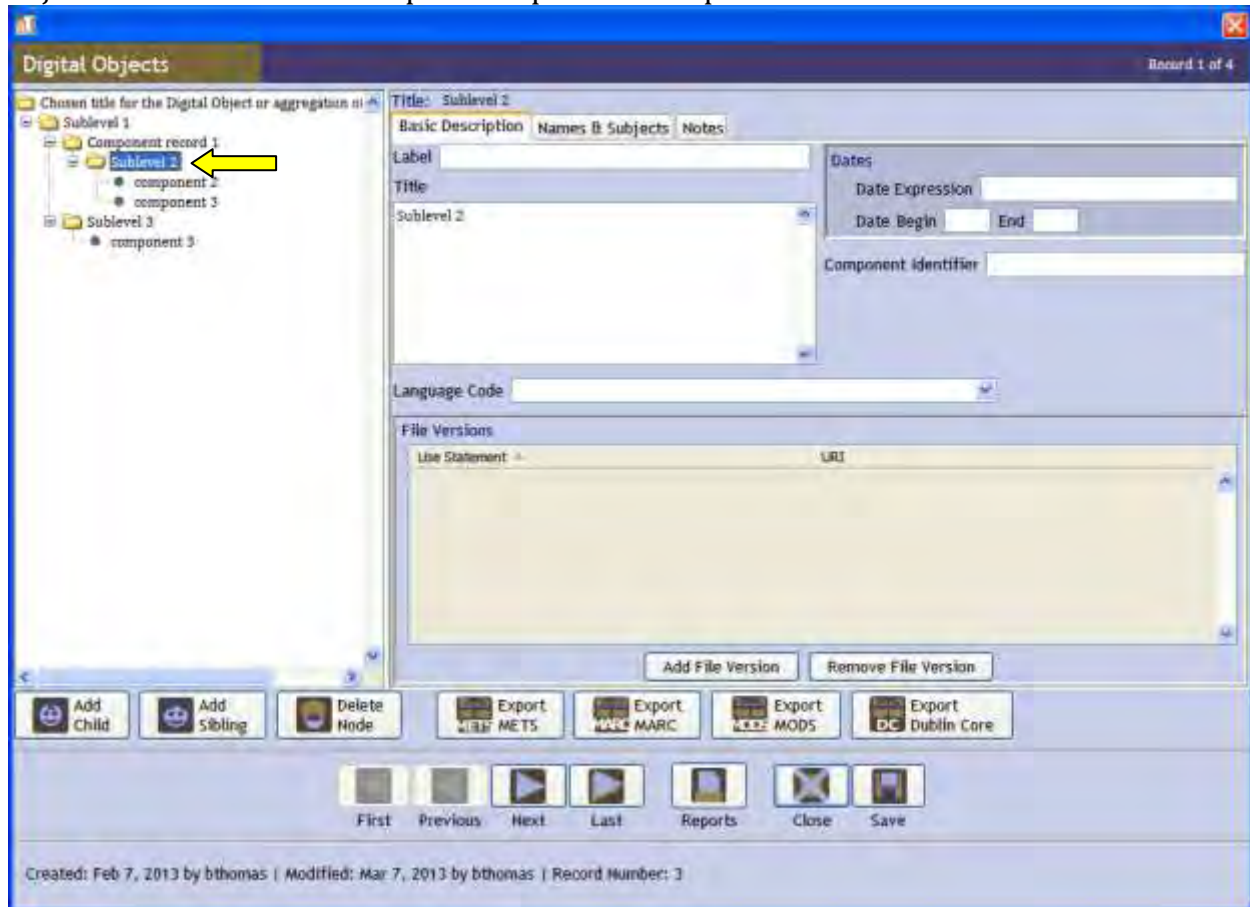 Digital Objects
Record 1 of 4
Chosen title for the Digital Object or aggregation
Sublevel 1
Component record 1
Sublevel 2
component 2
component 3
Sublevel 3
component 3
Title: Sublevel 2
Basic Description Names & Subjects Notes
Label
Title
Sublevel 2
Dates
Date Expression
Date Begin End
Component Identifier
Language Code
File Versions
Use Statement URI
Add File Version Remove File Version
Add Child
Add Sibling
Delete Node
Export METS
Export MARC
Export MODS
Export Dublin Core
First Previous Next Last Reports Close Save
Created: Feb 7, 2013 by bthomas | Modified: Mar 7, 2013 by bthomas | Record Number: 3